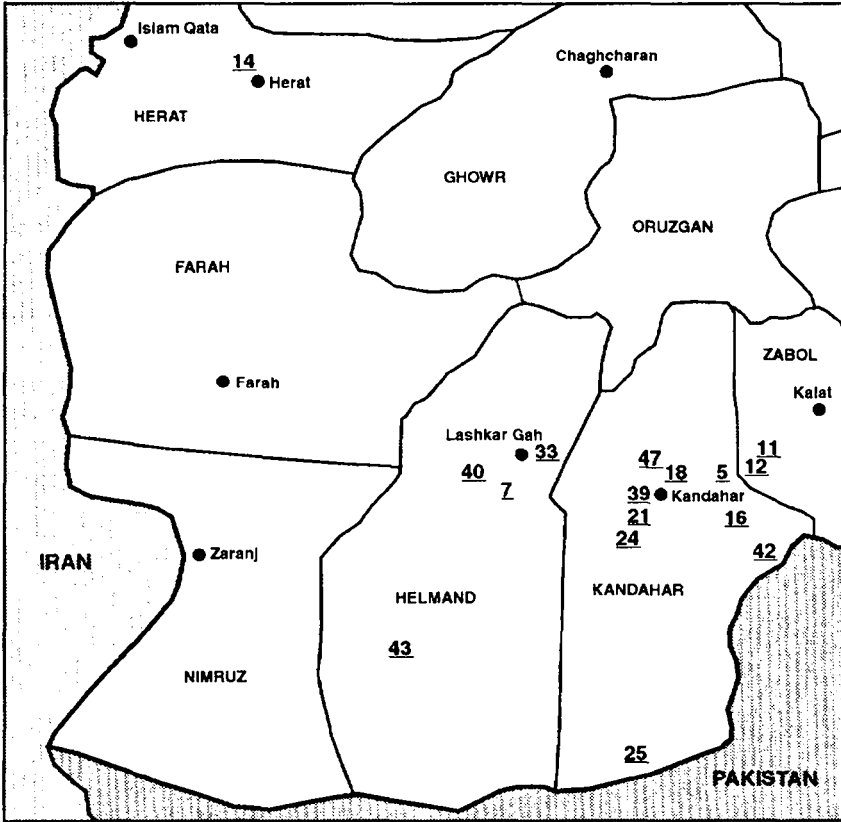 Islam Qata
14
Herat
Chaghcharan
HERAT
GHOWR
ORUZGAN
FARAH
ZABOL
Farah
Kalat
Lashkar Gah
33
11
40
47
18
5
12
7
39
Kandahar
21
16
24
Zaranj
42
IRAN
HELMAND
KANDAHAR
43
NIMRUZ
25
PAKISTAN